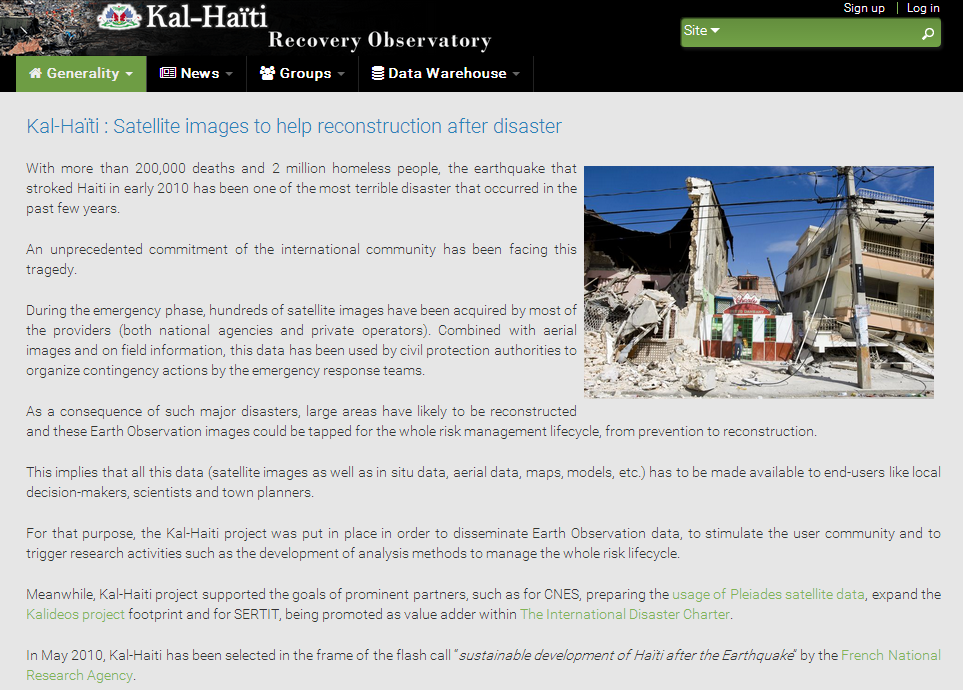 Kal-Haïti
Recovery Observatory
Sign up | Log in
Site
Generality
News
Groups
Data Warehouse
Kal-Haïti : Satellite images to help reconstruction after disaster
With more than 200,000 deaths and 2 million homeless people, the earthquake that
stroked Haiti in early 2010 has been one of the most terrible disaster that occurred in the
past few years.
An unprecedented commitment of the international community has been facing this
tragedy.
During the emergency phase, hundreds of satellite images have been acquired by most of
the providers (both national agencies and private operators). Combined with aerial
images and on field information, this data has been used by civil protection authorities to
organize contingency actions by the emergency response teams.
As a consequence of such major disasters, large areas have likely to be reconstructed
and these Earth Observation images could be tapped for the whole risk management lifecycle, from prevention to reconstruction.
This implies that all this data (satellite images as well as in situ data, aerial data, maps, models, etc.) has to be made available to end-users like local
decision-makers, scientists and town planners.
For that purpose, the Kal-Haiti project was put in place in order to disseminate Earth Observation data, to stimulate the user community and to
trigger research activities such as the development of analysis methods to manage the whole risk lifecycle.
Meanwhile, Kal-Haiti project supported the goals of prominent partners, such as for CNES, preparing the usage of Pleiades satellite data, expand the
Kalideos project footprint and for SERTIT, being promoted as value adder within The International Disaster Charter.
In May 2010, Kal-Haiti has been selected in the frame of the flash call "sustainable development of Haïti after the Earthquake" by the French National
Research Agency.